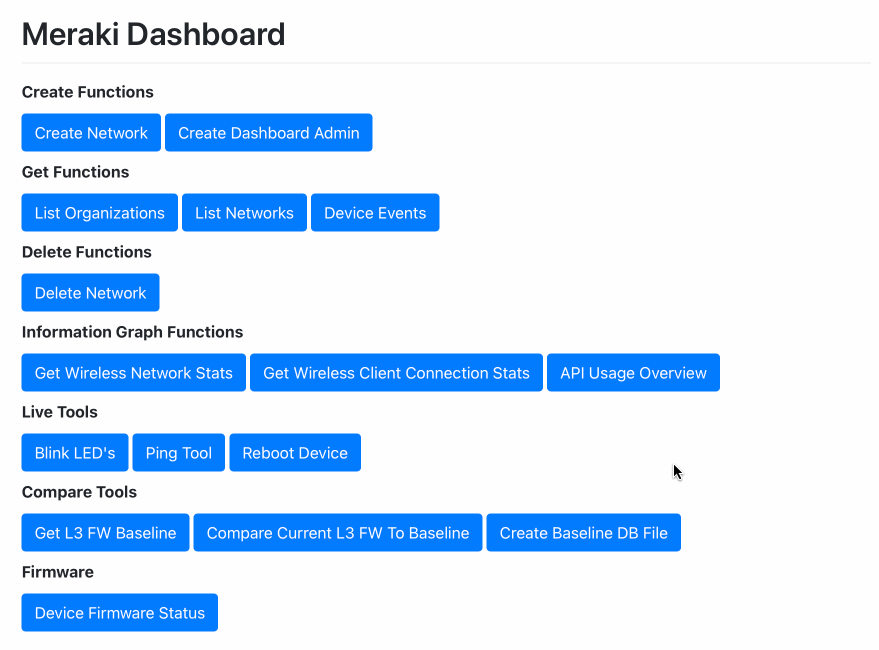 Meraki Dashboard
Create Functions
Create Network Create Dashboard Admin
Get Functions
List Organizations List Networks Device Events
Delete Functions
Delete Network
Information Graph Functions
Get Wireless Network Stats Get Wireless Client Connection Stats API Usage Overview
Live Tools
Blink LED's Ping Tool Reboot Device
Compare Tools
Get L3 FW Baseline Compare Current L3 FW To Baseline Create Baseline DB File
Firmware
Device Firmware Status